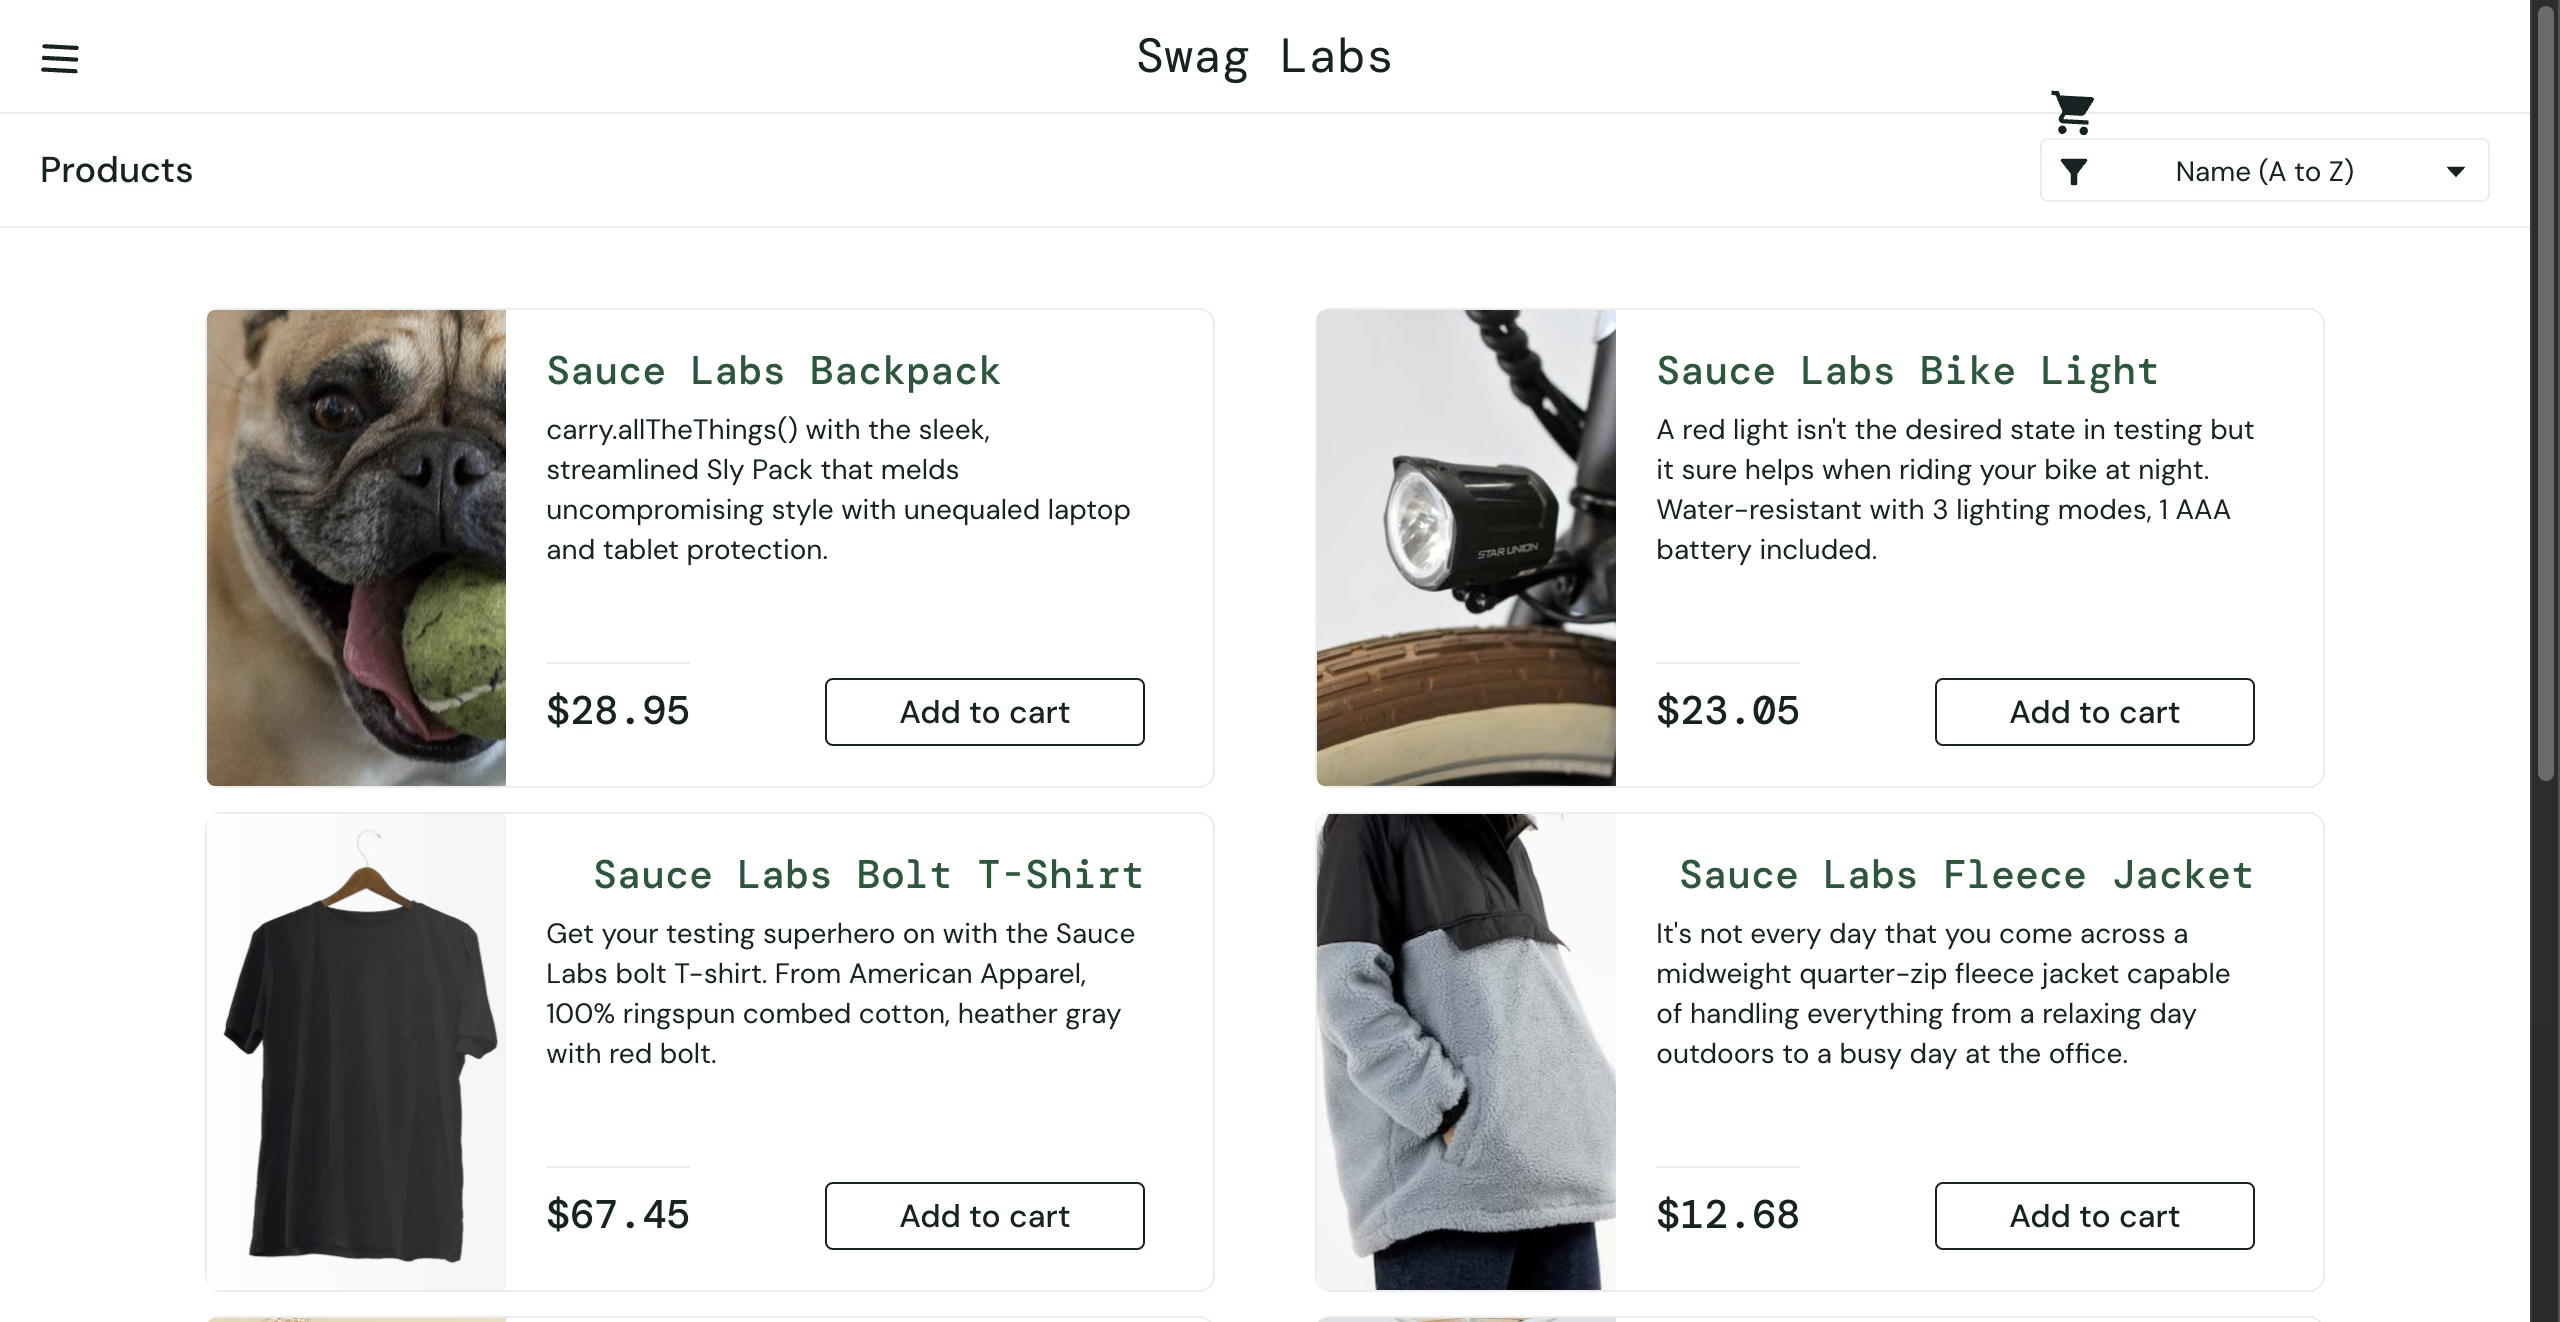 Swag Labs
Products
Name (A to Z)
Sauce Labs Backpack
carry.allTheThings() with the sleek,
streamlined Sly Pack that melds
uncompromising style with unequaled laptop
and tablet protection.
$28.95
Add to cart
Sauce Labs Bike Light
A red light isn't the desired state in testing but
it sure helps when riding your bike at night.
Water-resistant with 3 lighting modes, 1 AAA
battery included.
$23.05
Add to cart
STAR UNION
Sauce Labs Bolt T-Shirt
Get your testing superhero on with the Sauce
Labs bolt T-shirt. From American Apparel,
100% ringspun combed cotton, heather gray
with red bolt.
$67.45
Add to cart
Sauce Labs Fleece Jacket
It's not every day that you come across a
midweight quarter-zip fleece jacket capable
of handling everything from a relaxing day
outdoors to a busy day at the office.
$12.68
Add to cart